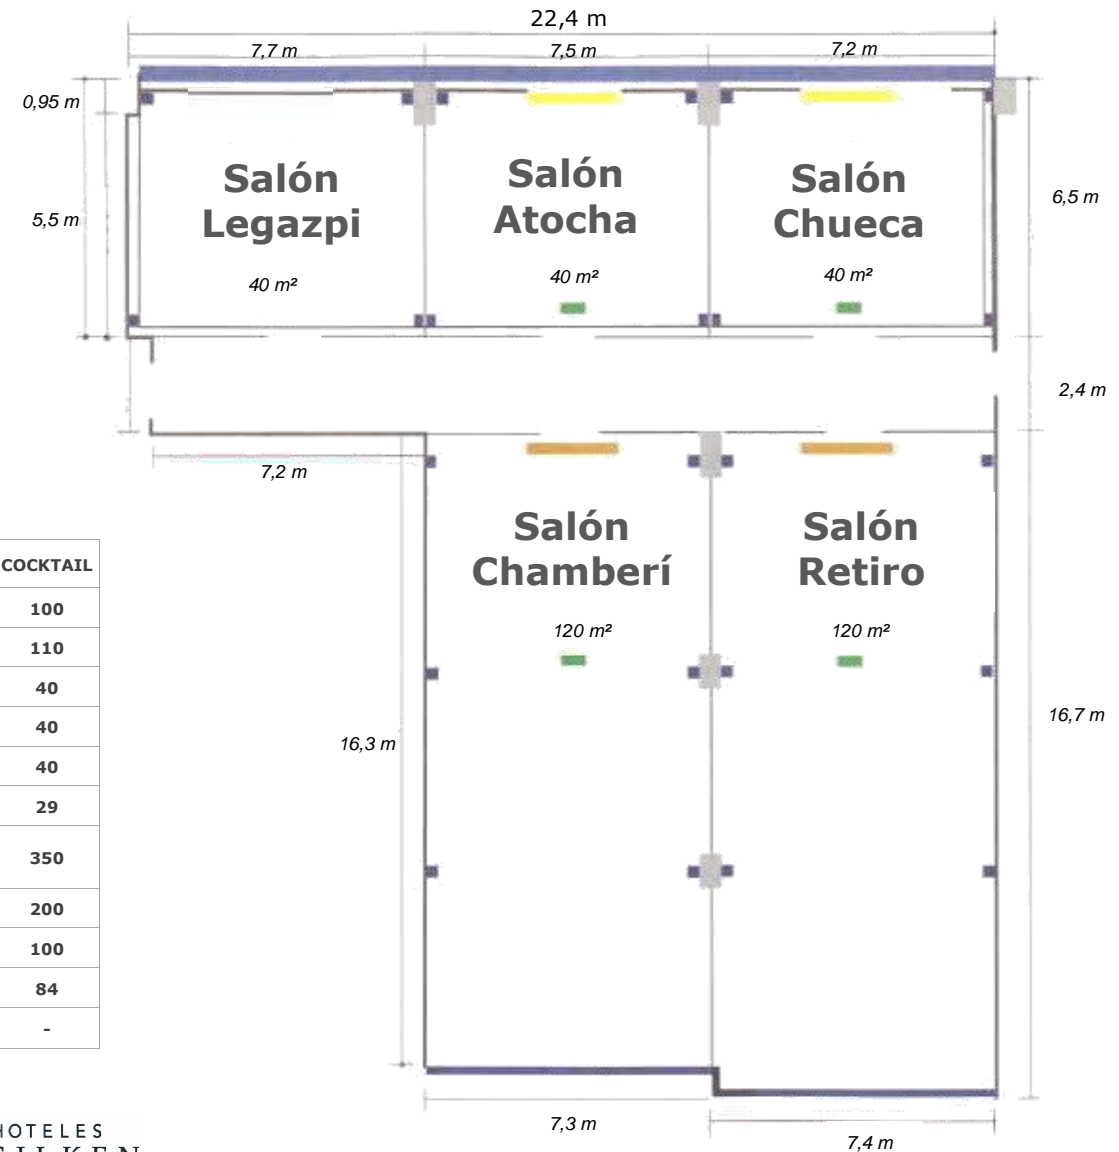 22,4 m
7,7 m
7,5 m
7,2 m
0,95 m
5,5 m
6,5 m
Salón
Legazpi
40 m²
Salón
Atocha
40 m²
Salón
Chueca
40 m²
2,4 m
7,2 m
Salón
Chamberí
120 m²
Salón
Retiro
120 m²
16,3 m
16,7 m
7,3 m
7,4 m
COCKTAIL
100
110
40
40
40
29
350
200
100
84
-
HOTELES
SILKEN